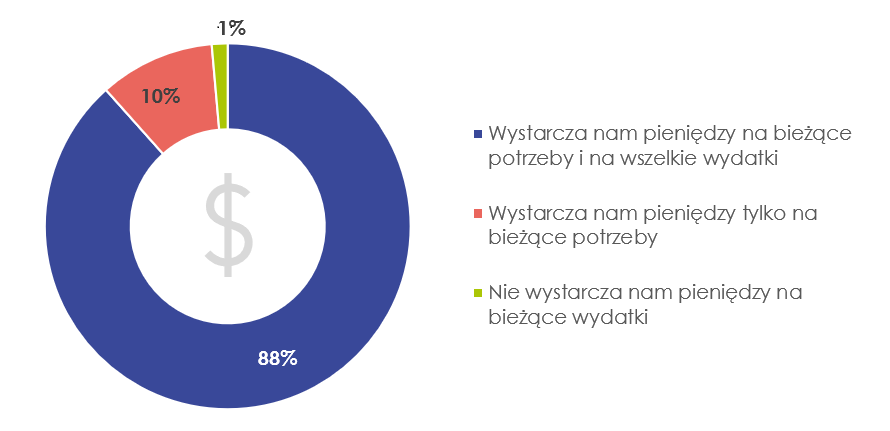 1%
10%
88%
$
Wystarcza nam pieniędzy na bieżące
potrzeby i na wszelkie wydatki
Wystarcza nam pieniędzy tylko na
bieżące potrzeby
Nie wystarcza nam pieniędzy na
bieżące wydatki